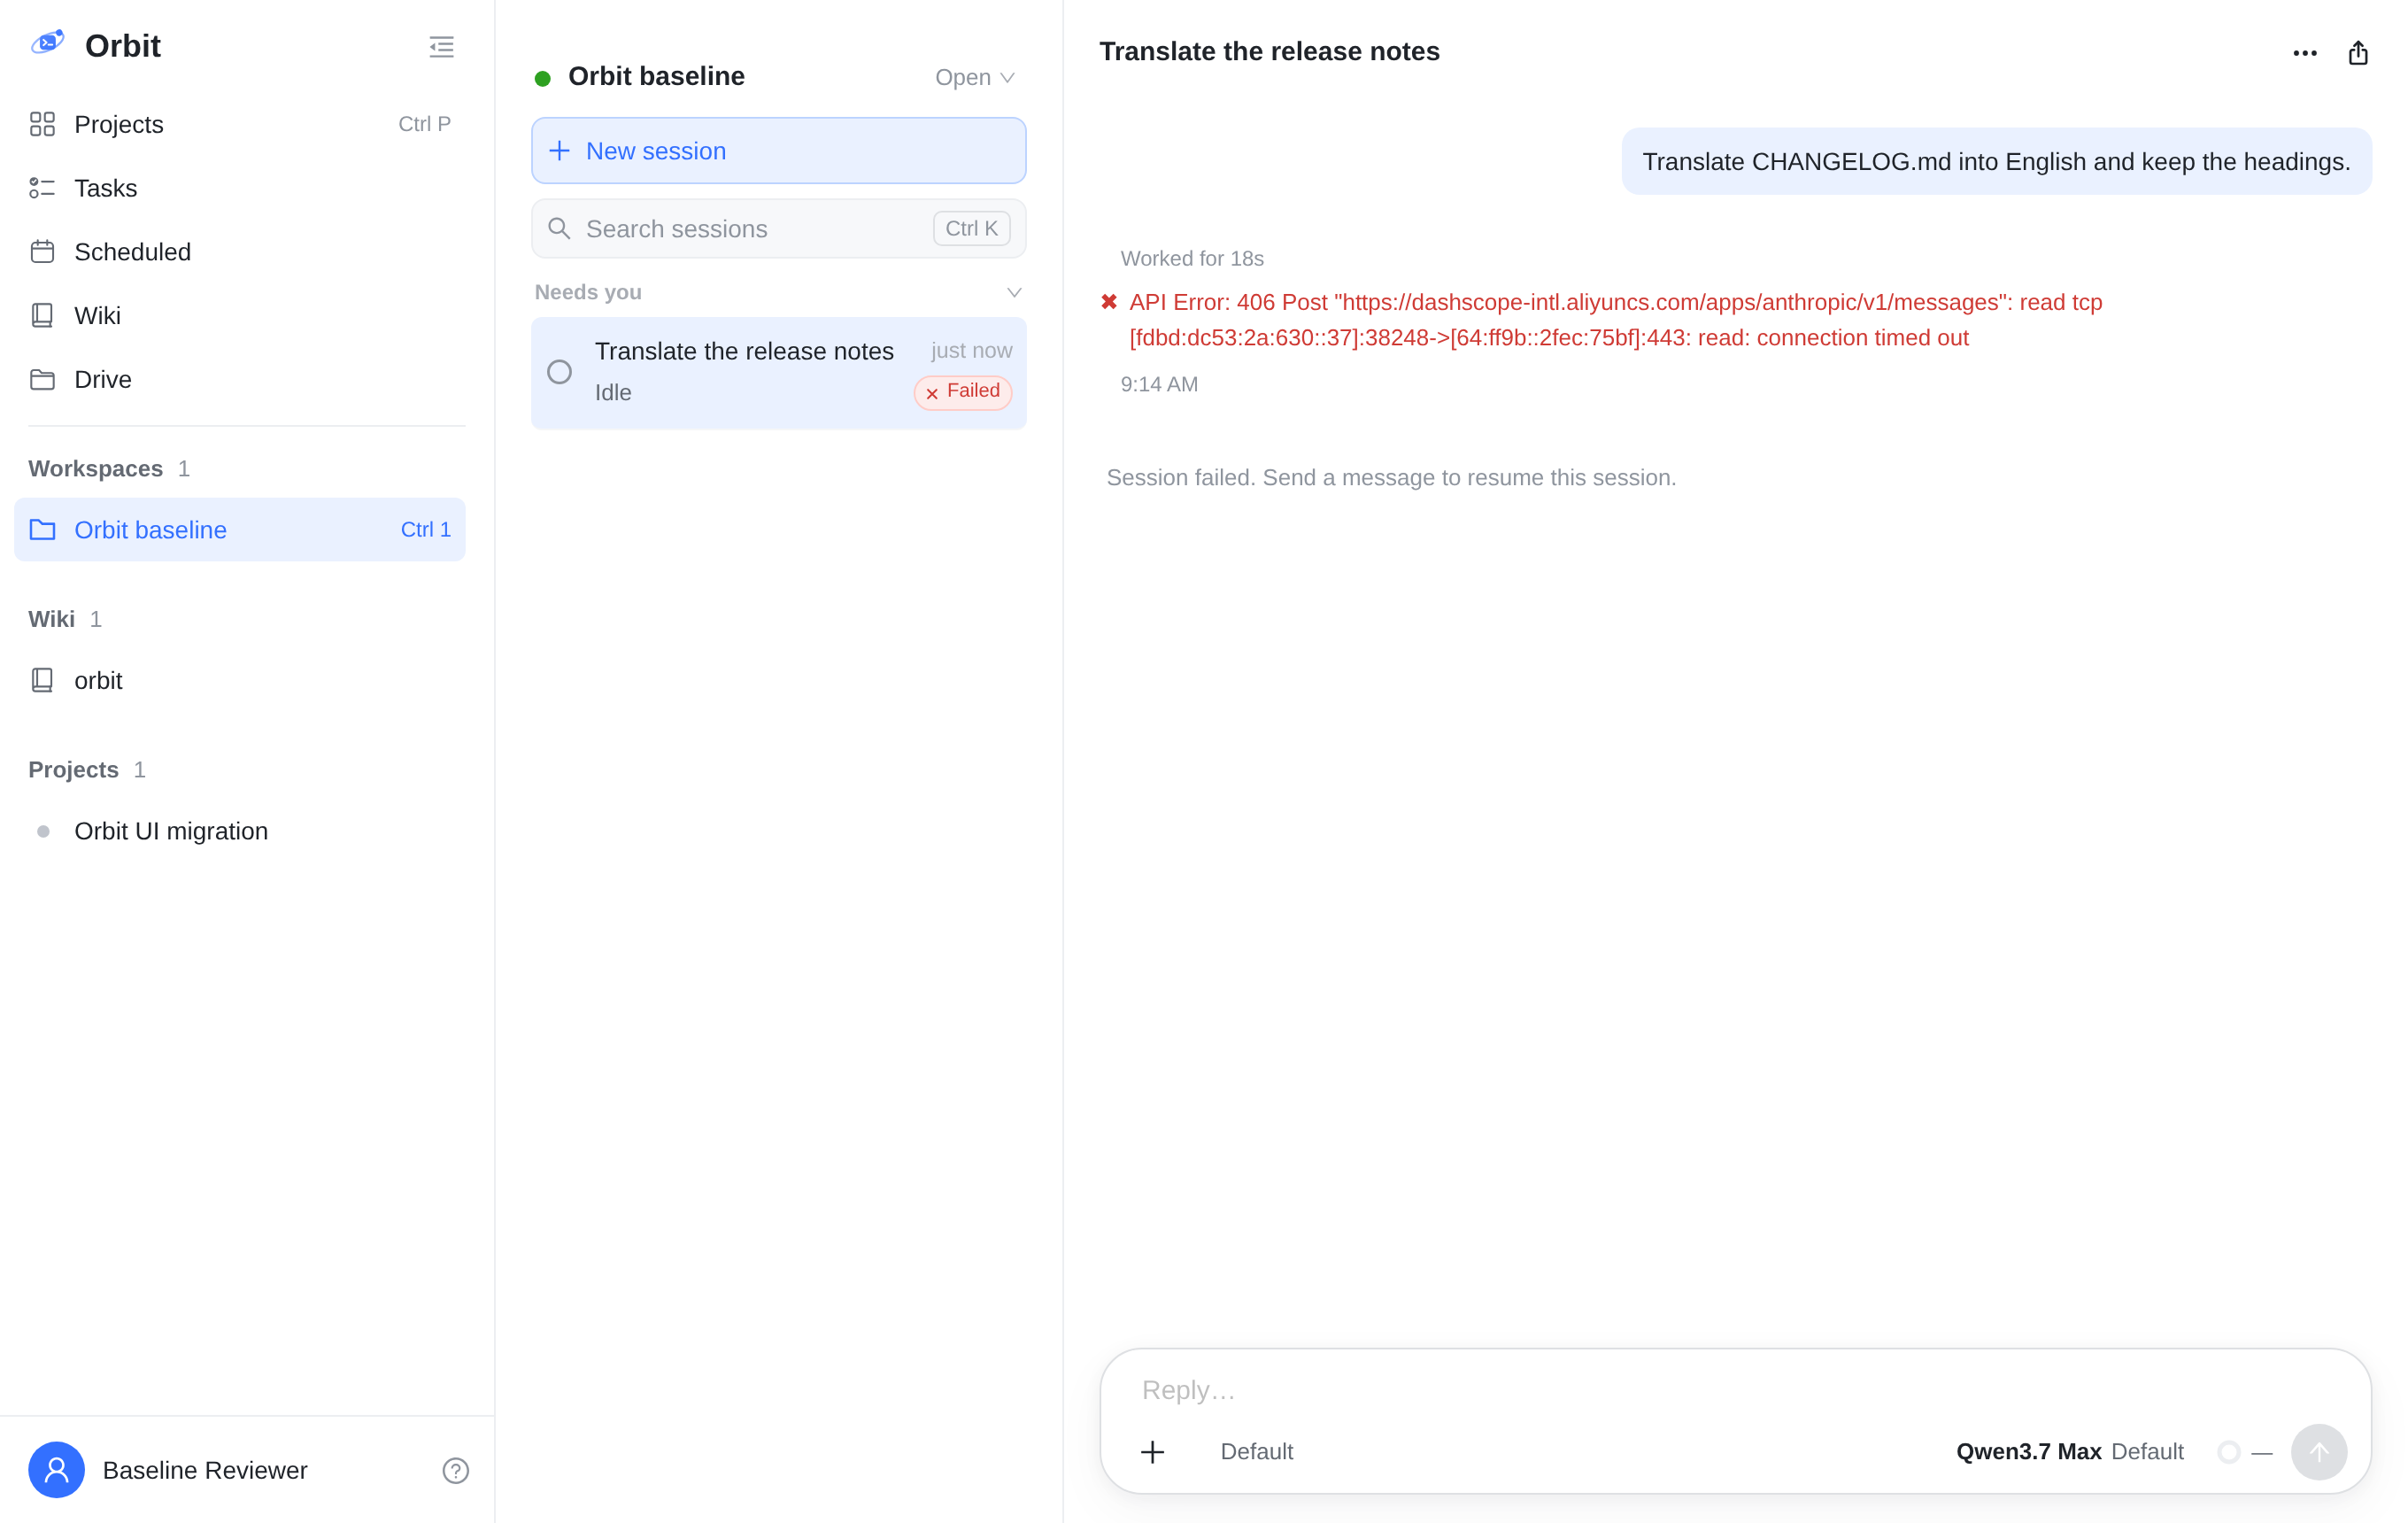 Orbit
Projects
Ctrl P
Tasks
Scheduled
Wiki
Drive
Workspaces 1
Orbit baseline
Ctrl 1
Wiki 1
orbit
Projects 1
Orbit UI migration
Baseline Reviewer
Orbit baseline
Open
New session
Search sessions
Ctrl K
Needs you
Translate the release notes
just now
Idle
Failed
Translate the release notes
Translate CHANGELOG.md into English and keep the headings.
Worked for 18s
API Error: 406 Post "https://dashscope-intl.aliyuncs.com/apps/anthropic/v1/messages": read tcp
[fdbd:dc53:2a:630::37]:38248->[64:ff9b::2fec:75bf]:443: read: connection timed out
9:14 AM
Session failed. Send a message to resume this session.
Reply…
Default
Qwen3.7 Max Default
—